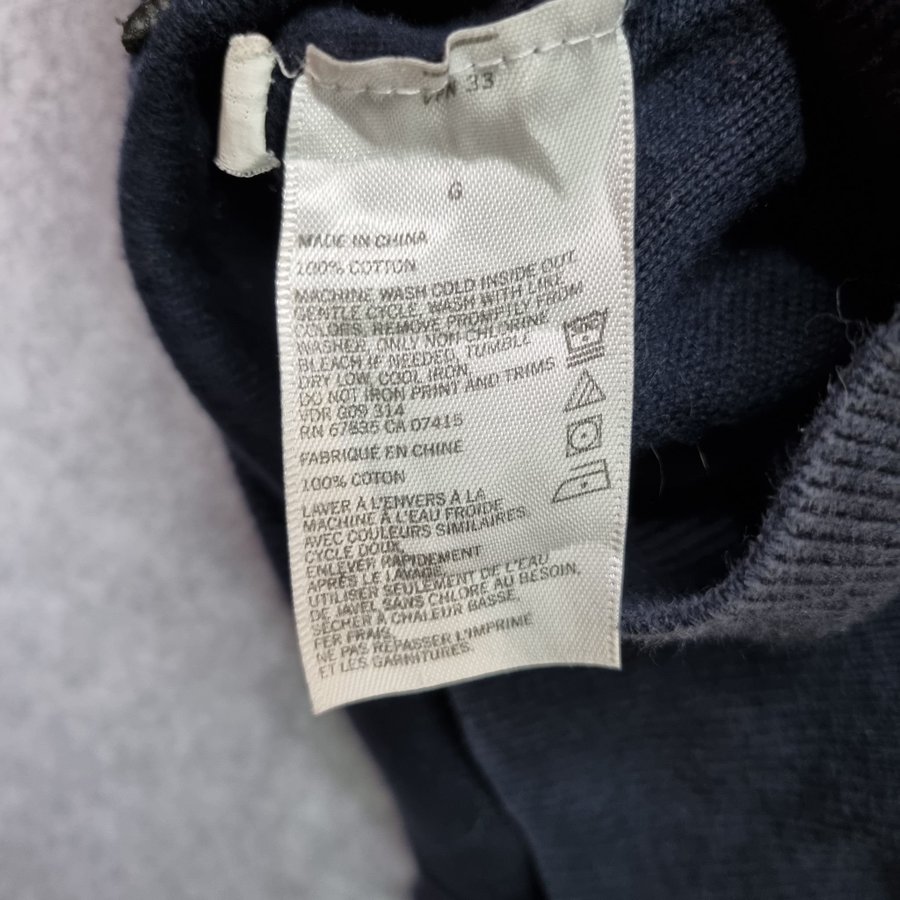 33
G
MADE IN CHINA
100% COTTON
MACHINE WASH COLD INSIDE OUT
GENTLE CYCLE, WASH WITH LIKE
COLORS, REMOVE PROMPTLY FROM
WASHER, ONLY NON-CHLORINE
BLEACH IF NEEDED, TUMBLE
DRY LOW, COOL IRON,
DO NOT IRON PRINT AND TRIMS
FDR G09 314
RN 67835 CA 07415
FABRIQUÉ EN CHINE
100% COTON
LAVER À L'ENVERS À LA
MACHINE À L'EAU FROIDE
AVEC COULEURS SIMILAIRES
CYCLE DOUX
ENLEVER RAPIDEMENT
APRÈS LE LAVAGE
UTILISER SEULEMENT DE L'EAU
DE JAVEL SANS CHLORE AU BESOIN,
SÉCHER À CHALEUR BASSE,
FER FRAIS,
NE PAS REPASSER L'IMPRIMÉ
ET LES GARNITURES.